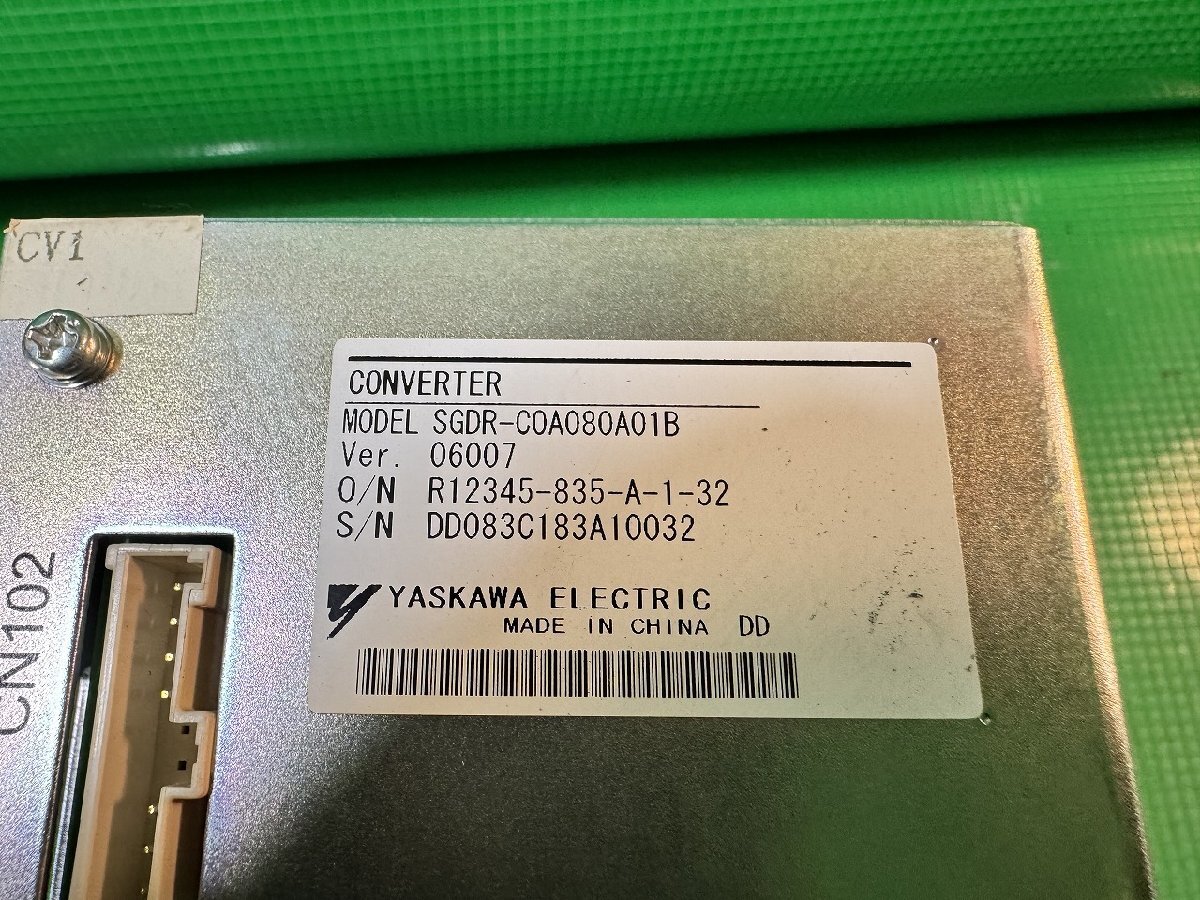 CV1
CONVERTER
MODEL SGDR-COA080A01B
Ver. 06007
O/N R12345-835-A-1-32
S/N DD083C183A10032
YASKAWA ELECTRIC
MADE IN CHINA DD
CN102